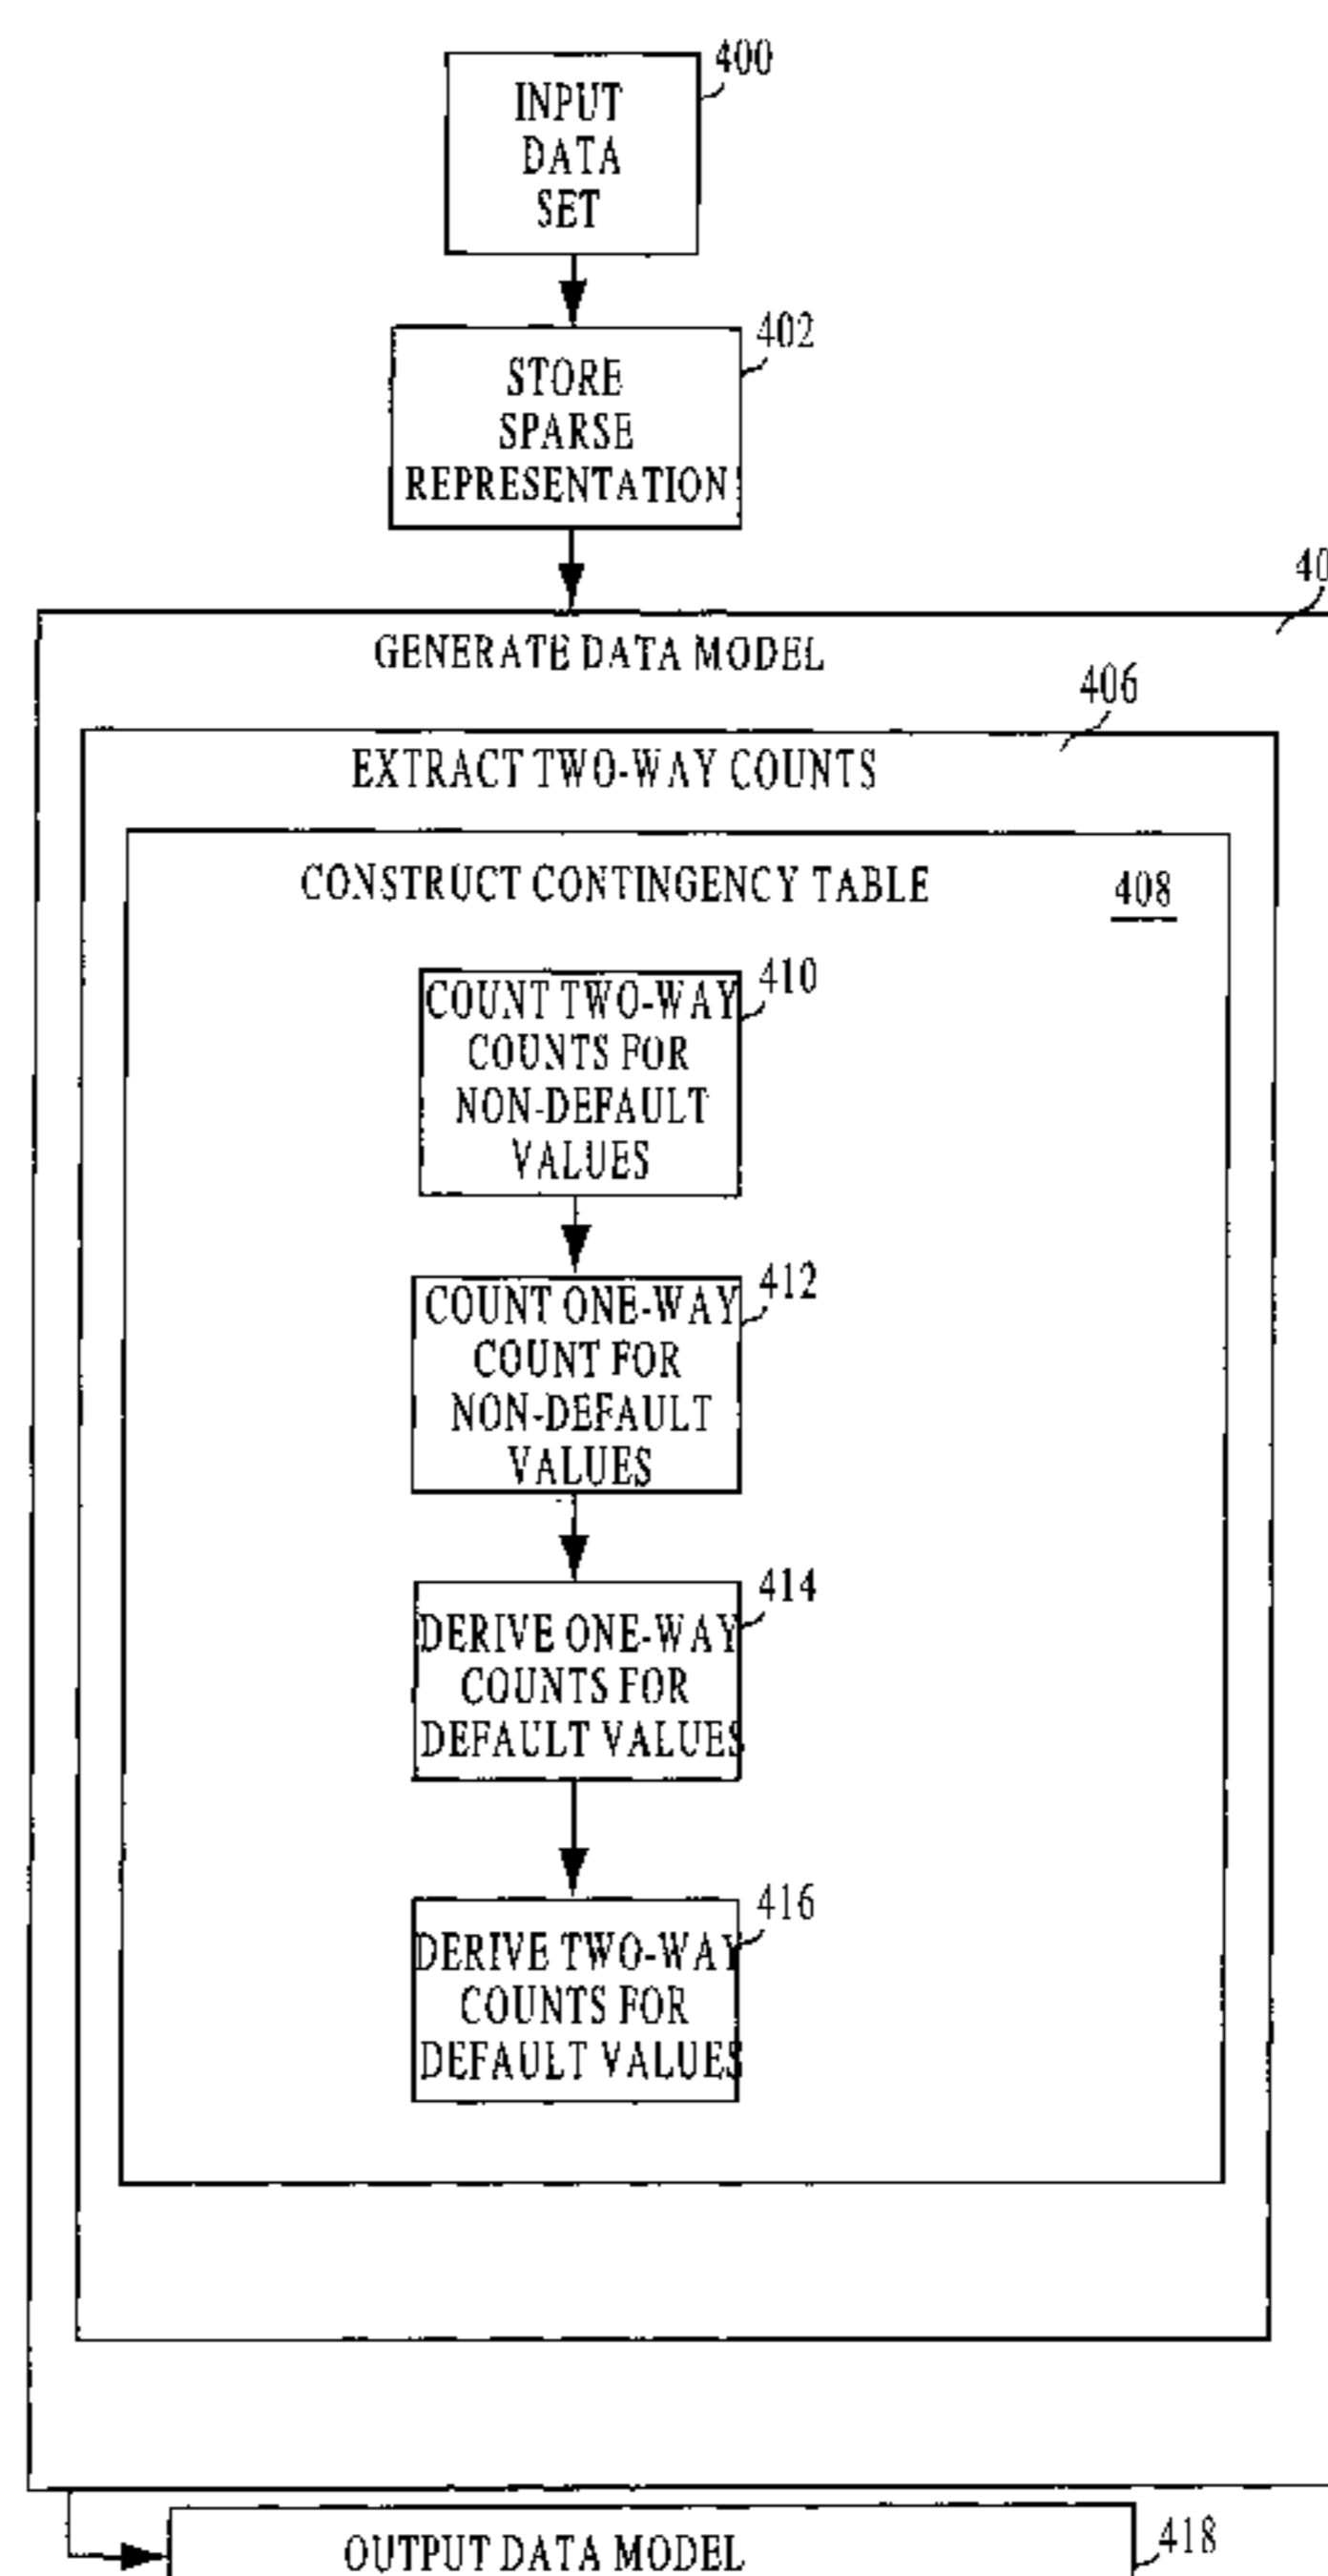 400
INPUT
DATA
SET
402
STORE
SPARSE
REPRESENTATION
40
GENERATE DATA MODEL
406
EXTRACT TWO-WAY COUNTS
CONSTRUCT CONTINGENCY TABLE
408
410
COUNT TWO-WAY
COUNTS FOR
NON-DEFAULT
VALUES
412
COUNT ONE-WAY
COUNT FOR
NON-DEFAULT
VALUES
414
DERIVE ONE-WAY
COUNTS FOR
DEFAULT VALUES
416
DERIVE TWO-WAY
COUNTS FOR
DEFAULT VALUES
418
OUTPUT DATA MODEL